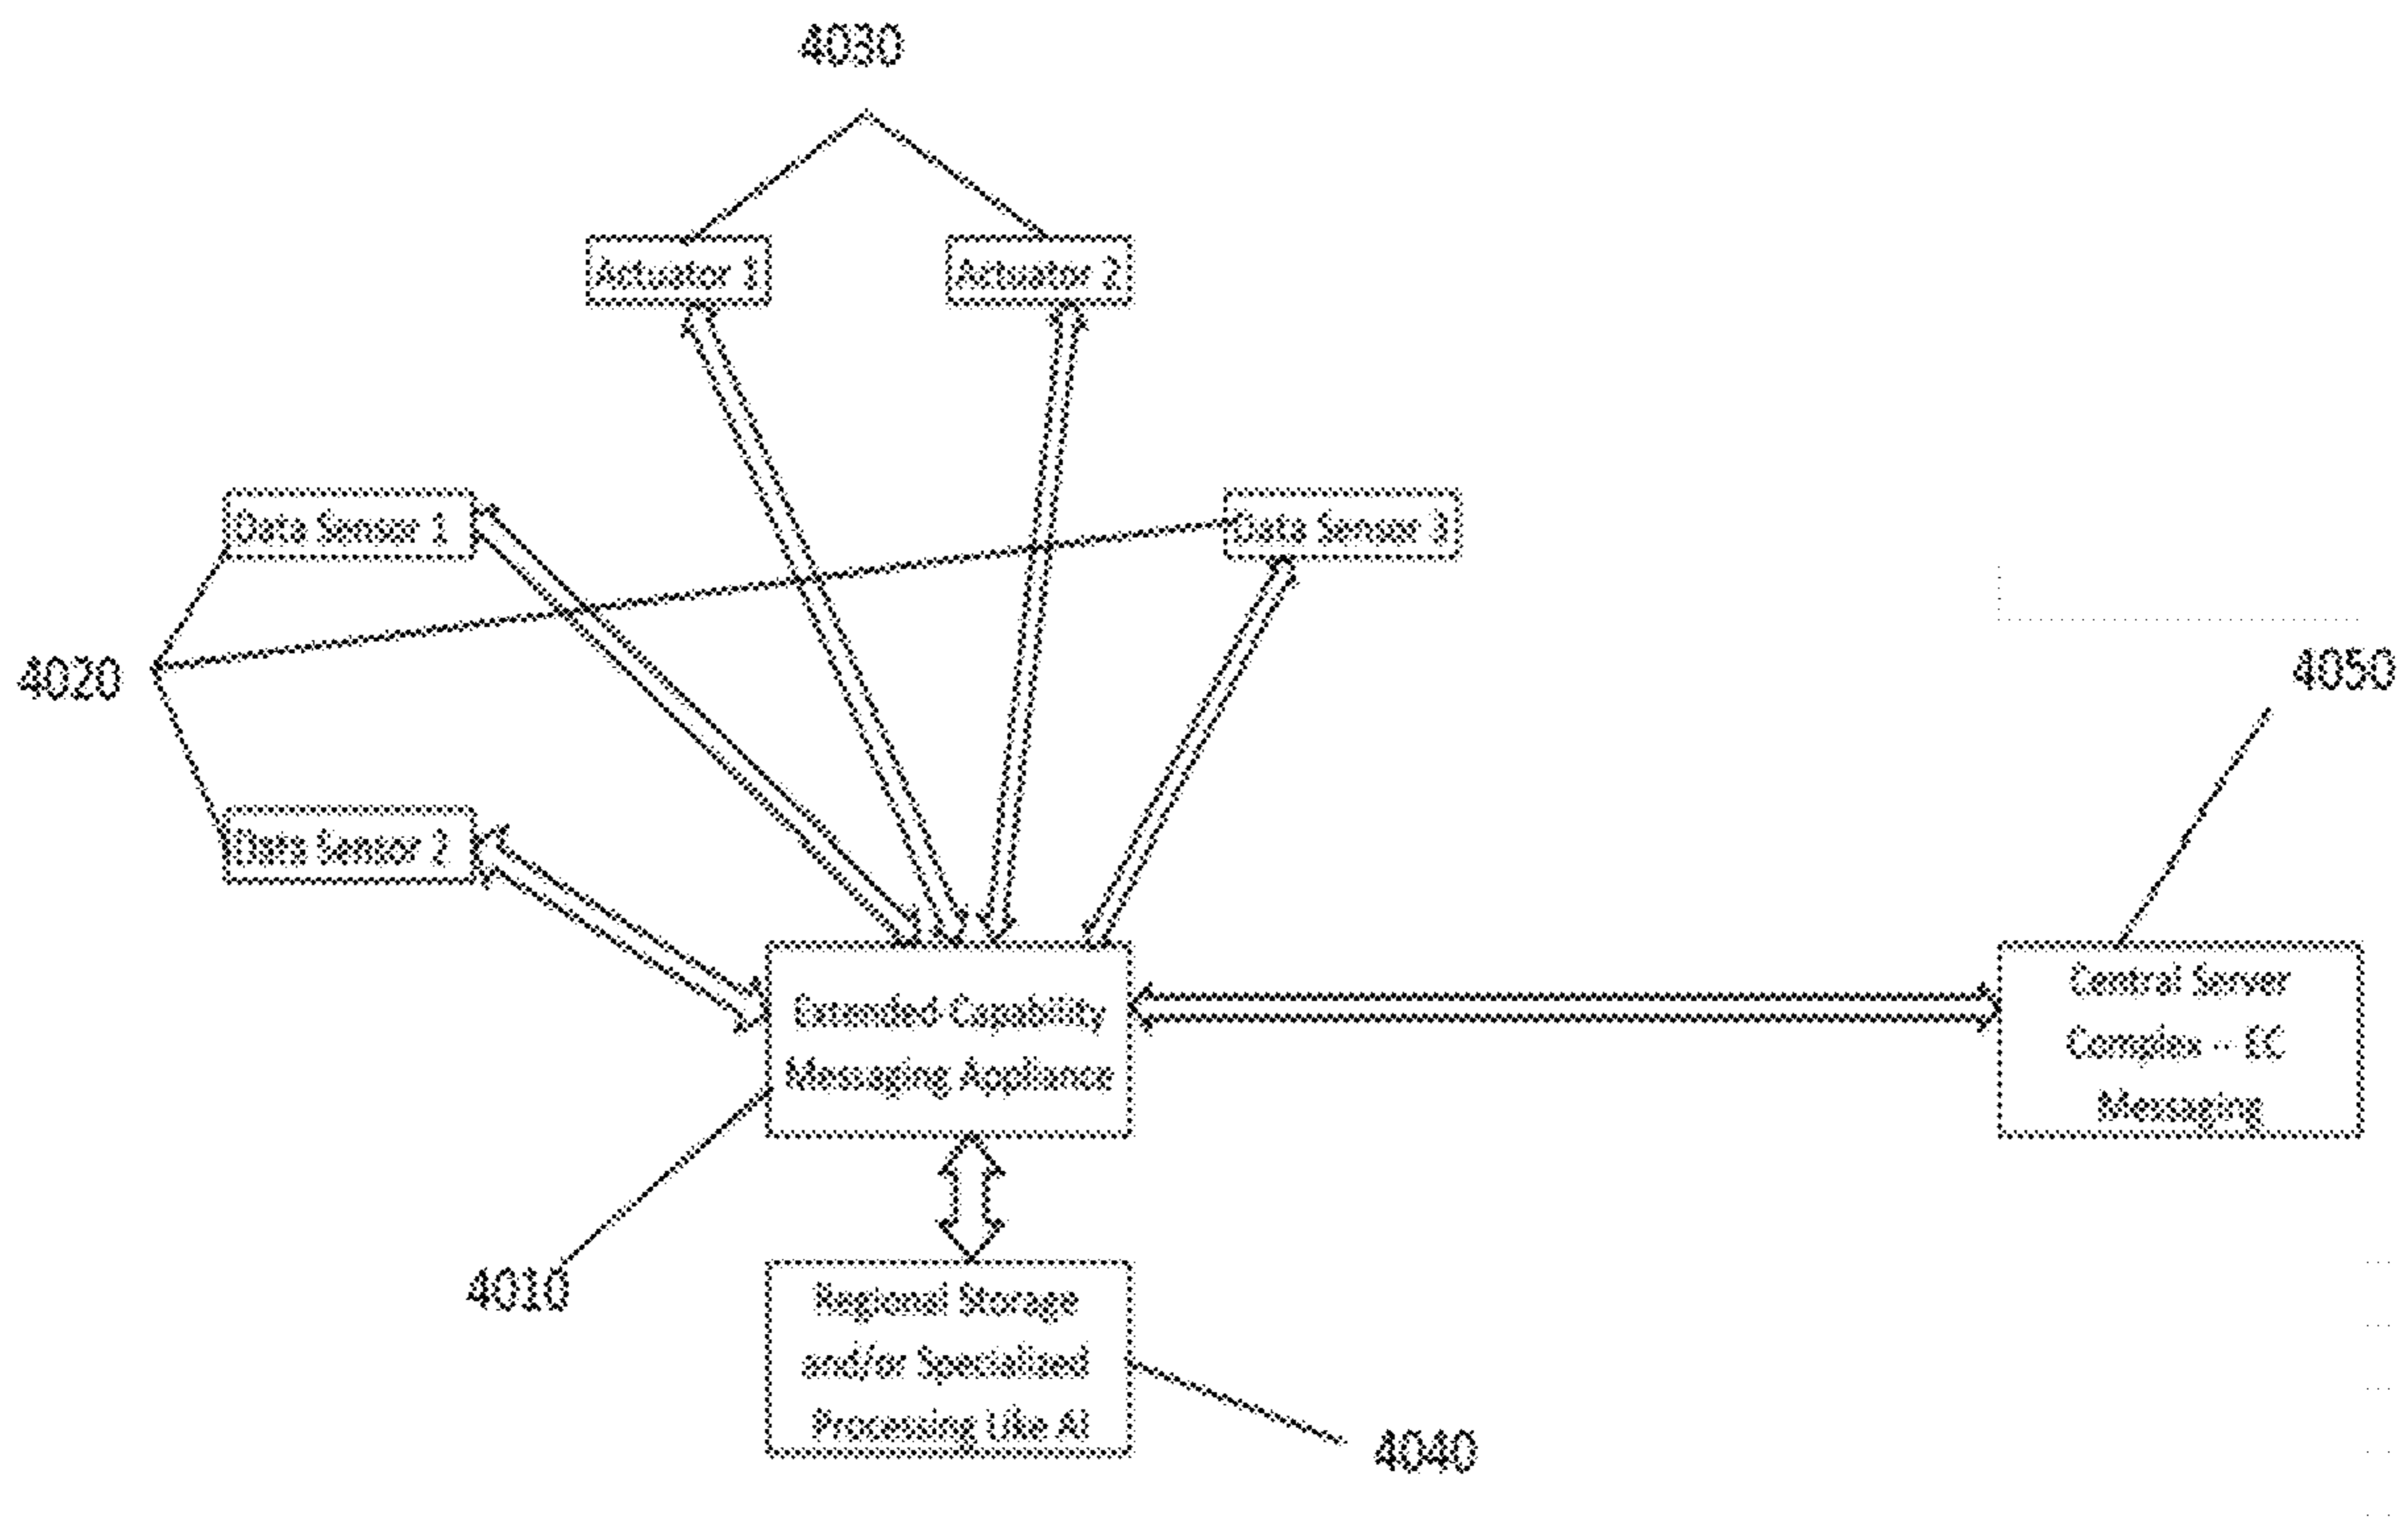 4030
Actuator 1
Actuator 2
Data Sensor 1
Data Sensor 3
4020
4050
Data Sensor 2
Extended Capability
Messaging Appliance
Central Server
Complex - EC
Messaging
4010
Regional Storage
and/or Specialized
Processing Like AI
4040